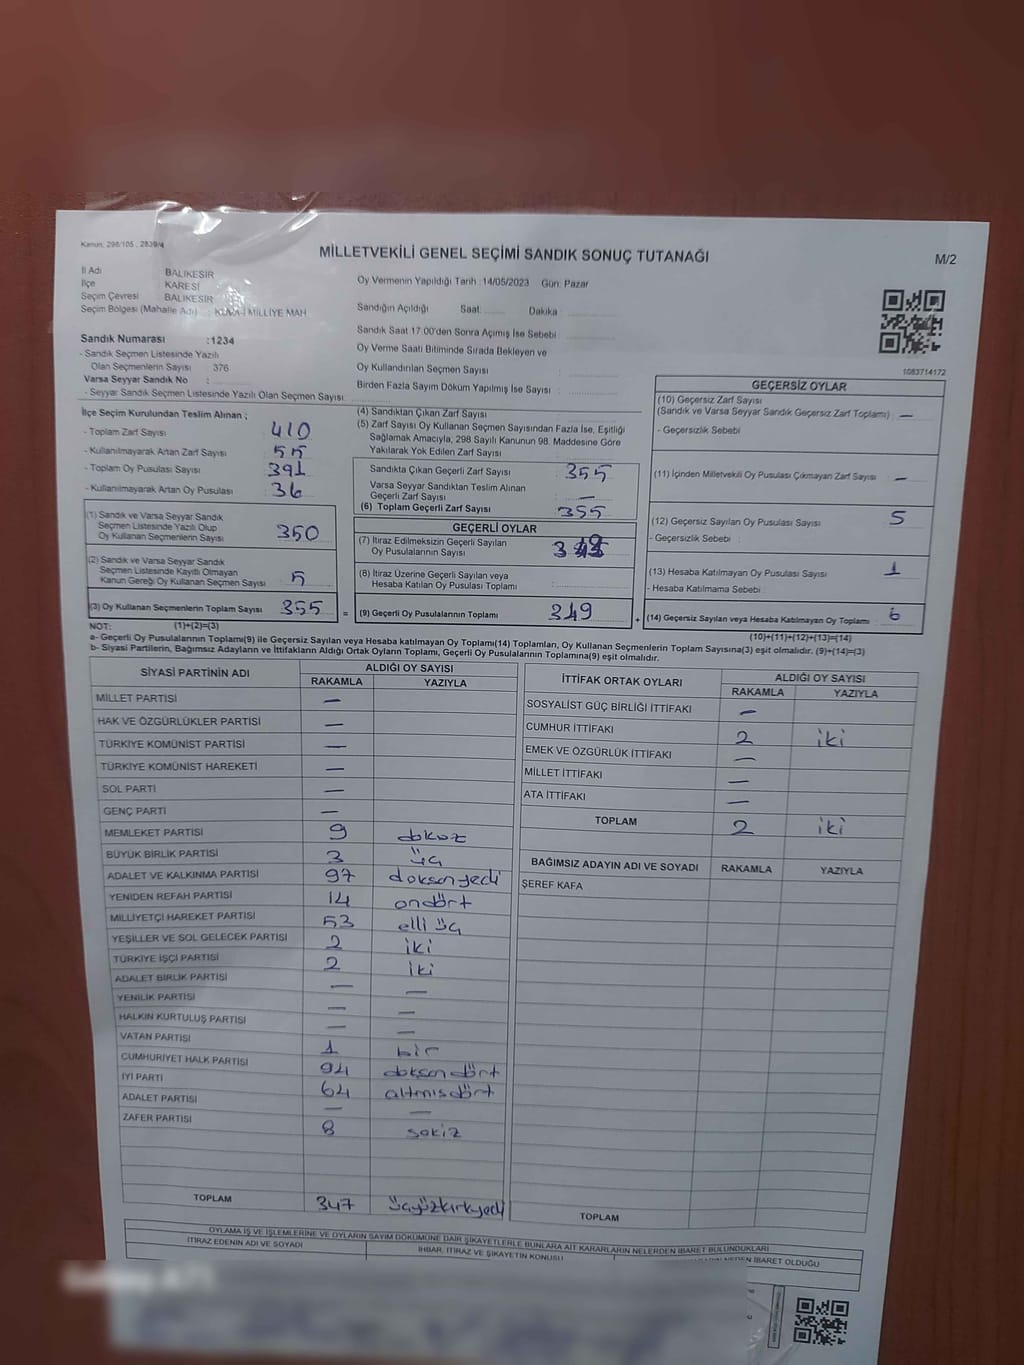 Kanun, 298/105, 2839/4
MİLLETVEKİLİ GENEL SEÇİMİ SANDIK SONUÇ TUTANAĞI
M/2
İl Adı BALIKESİR
İlçe KARESİ
Seçim Çevresi BALIKESİR
Seçim Bölgesi (Mahalle Adı) : KUVA-İ MİLLİYE MAH
Sandık Numarası :1234
- Sandık Seçmen Listesinde Yazılı
Olan Seçmenlerin Sayısı 376
Varsa Seyyar Sandık No :
- Seyyar Sandık Seçmen Listesinde Yazılı Olan Seçmen Sayısı:
Oy Vermenin Yapıldığı Tarih :14/05/2023 Gün: Pazar
Sandığın Açıldığı Saat: Dakika :
Sandık Saat 17.00'den Sonra Açımış İse Sebebi
Oy Verme Saati Bitiminde Sırada Bekleyen ve
Oy Kullandırılan Seçmen Sayısı :
Birden Fazla Sayım Döküm Yapılmış İse Sayısı :
1083714172
İlçe Seçim Kurulundan Teslim Alınan ;
- Toplam Zarf Sayısı : 410
- Kullanılmayarak Artan Zarf Sayısı : 55
- Toplam Oy Pusulası Sayısı : 391
- Kullanılmayarak Artan Oy Pusulası : 36
(1) Sandık ve Varsa Seyyar Sandık
Seçmen Listesinde Yazılı Olup
Oy Kullanan Seçmenlerin Sayısı : 350
(2) Sandık ve Varsa Seyyar Sandık
Seçmen Listesinde Kayıtlı Olmayan
Kanun Gereği Oy Kullanan Seçmen Sayısı : 5
(3) Oy Kullanan Seçmenlerin Toplam Sayısı : 355 =
(4) Sandıktan Çıkan Zarf Sayısı
(5) Zarf Sayısı Oy Kullanan Seçmen Sayısından Fazla İse, Eşitliği
Sağlamak Amacıyla, 298 Sayılı Kanunun 98. Maddesine Göre
Yakılarak Yok Edilen Zarf Sayısı :
Sandıkta Çıkan Geçerli Zarf Sayısı : 355
Varsa Seyyar Sandıktan Teslim Alınan
Geçerli Zarf Sayısı : —
(6) Toplam Geçerli Zarf Sayısı : 355
GEÇERLİ OYLAR
(7) İtiraz Edilmeksizin Geçerli Sayılan
Oy Pusulalarının Sayısı : 349
(8) İtiraz Üzerine Geçerli Sayılan veya
Hesaba Katılan Oy Pusulası Toplamı :
(9) Geçerli Oy Pusulalarının Toplamı : 349 +
GEÇERSİZ OYLAR
(10) Geçersiz Zarf Sayısı
(Sandık ve Varsa Seyyar Sandık Geçersiz Zarf Toplamı) : —
- Geçersizlik Sebebi
(11) İçinden Milletvekili Oy Pusulası Çıkmayan Zarf Sayısı : —
(12) Geçersiz Sayılan Oy Pusulası Sayısı : 5
- Geçersizlik Sebebi :
(13) Hesaba Katılmayan Oy Pusulası Sayısı : 1
- Hesaba Katılmama Sebebi :
(14) Geçersiz Sayılan veya Hesaba Katılmayan Oy Toplamı : 6
NOT: (1)+(2)=(3) (10)+(11)+(12)+(13)=(14)
a- Geçerli Oy Pusulalarının Toplamı(9) ile Geçersiz Sayılan veya Hesaba katılmayan Oy Toplamı(14) Toplamları, Oy Kullanan Seçmenlerin Toplam Sayısına(3) eşit olmalıdır. (9)+(14)=(3)
b- Siyasi Partilerin, Bağımsız Adayların ve İttifakların Aldığı Ortak Oyların Toplamı, Geçerli Oy Pusulalarının Toplamına(9) eşit olmalıdır.
SİYASİ PARTİNİN ADI ALDIĞI OY SAYISI
RAKAMLA YAZIYLA
MİLLET PARTİSİ —
HAK VE ÖZGÜRLÜKLER PARTİSİ —
TÜRKİYE KOMÜNİST PARTİSİ —
TÜRKİYE KOMÜNİST HAREKETİ —
SOL PARTİ —
GENÇ PARTİ —
MEMLEKET PARTİSİ 9 dokuz
BÜYÜK BİRLİK PARTİSİ 3 üç
ADALET VE KALKINMA PARTİSİ 97 doksanyedi
YENİDEN REFAH PARTİSİ 14 ondört
MİLLİYETÇİ HAREKET PARTİSİ 53 elli üç
YEŞİLLER VE SOL GELECEK PARTİSİ 2 iki
TÜRKİYE İŞÇİ PARTİSİ 2 iki
ADALET BİRLİK PARTİSİ — —
YENİLİK PARTİSİ — —
HALKIN KURTULUŞ PARTİSİ — —
VATAN PARTİSİ 1 bir
CUMHURİYET HALK PARTİSİ 94 doksan dört
İYİ PARTİ 64 altmışdört
ADALET PARTİSİ — —
ZAFER PARTİSİ 8 sekiz
TOPLAM 347 üçyüzkırkyedi
İTTİFAK ORTAK OYLARI ALDIĞI OY SAYISI
RAKAMLA YAZIYLA
SOSYALİST GÜÇ BİRLİĞİ İTTİFAKI —
CUMHUR İTTİFAKI 2 iki
EMEK VE ÖZGÜRLÜK İTTİFAKI —
MİLLET İTTİFAKI —
ATA İTTİFAKI —
TOPLAM 2 iki
BAĞIMSIZ ADAYIN ADI VE SOYADI RAKAMLA YAZIYLA
ŞEREF KAFA
TOPLAM
OYLAMA İŞ VE İŞLEMLERİNE VE OYLARIN SAYIM DÖKÜMÜNE DAİR ŞİKAYETLERLE BUNLARA AİT KARARLARIN NELERDEN İBARET BULUNDUKLARI
İTİRAZ EDENİN ADI VE SOYADI İHBAR, İTİRAZ VE ŞİKAYETİN KONUSU NEDEN İBARET OLDUĞU